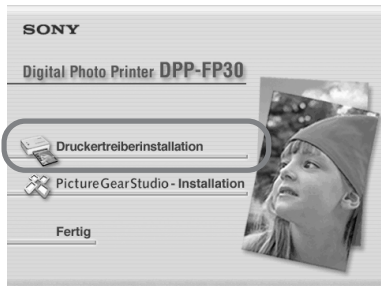 SONY
Digital Photo Printer DPP-FP30
Druckertreiberinstallation
PictureGearStudio - Installation
Fertig